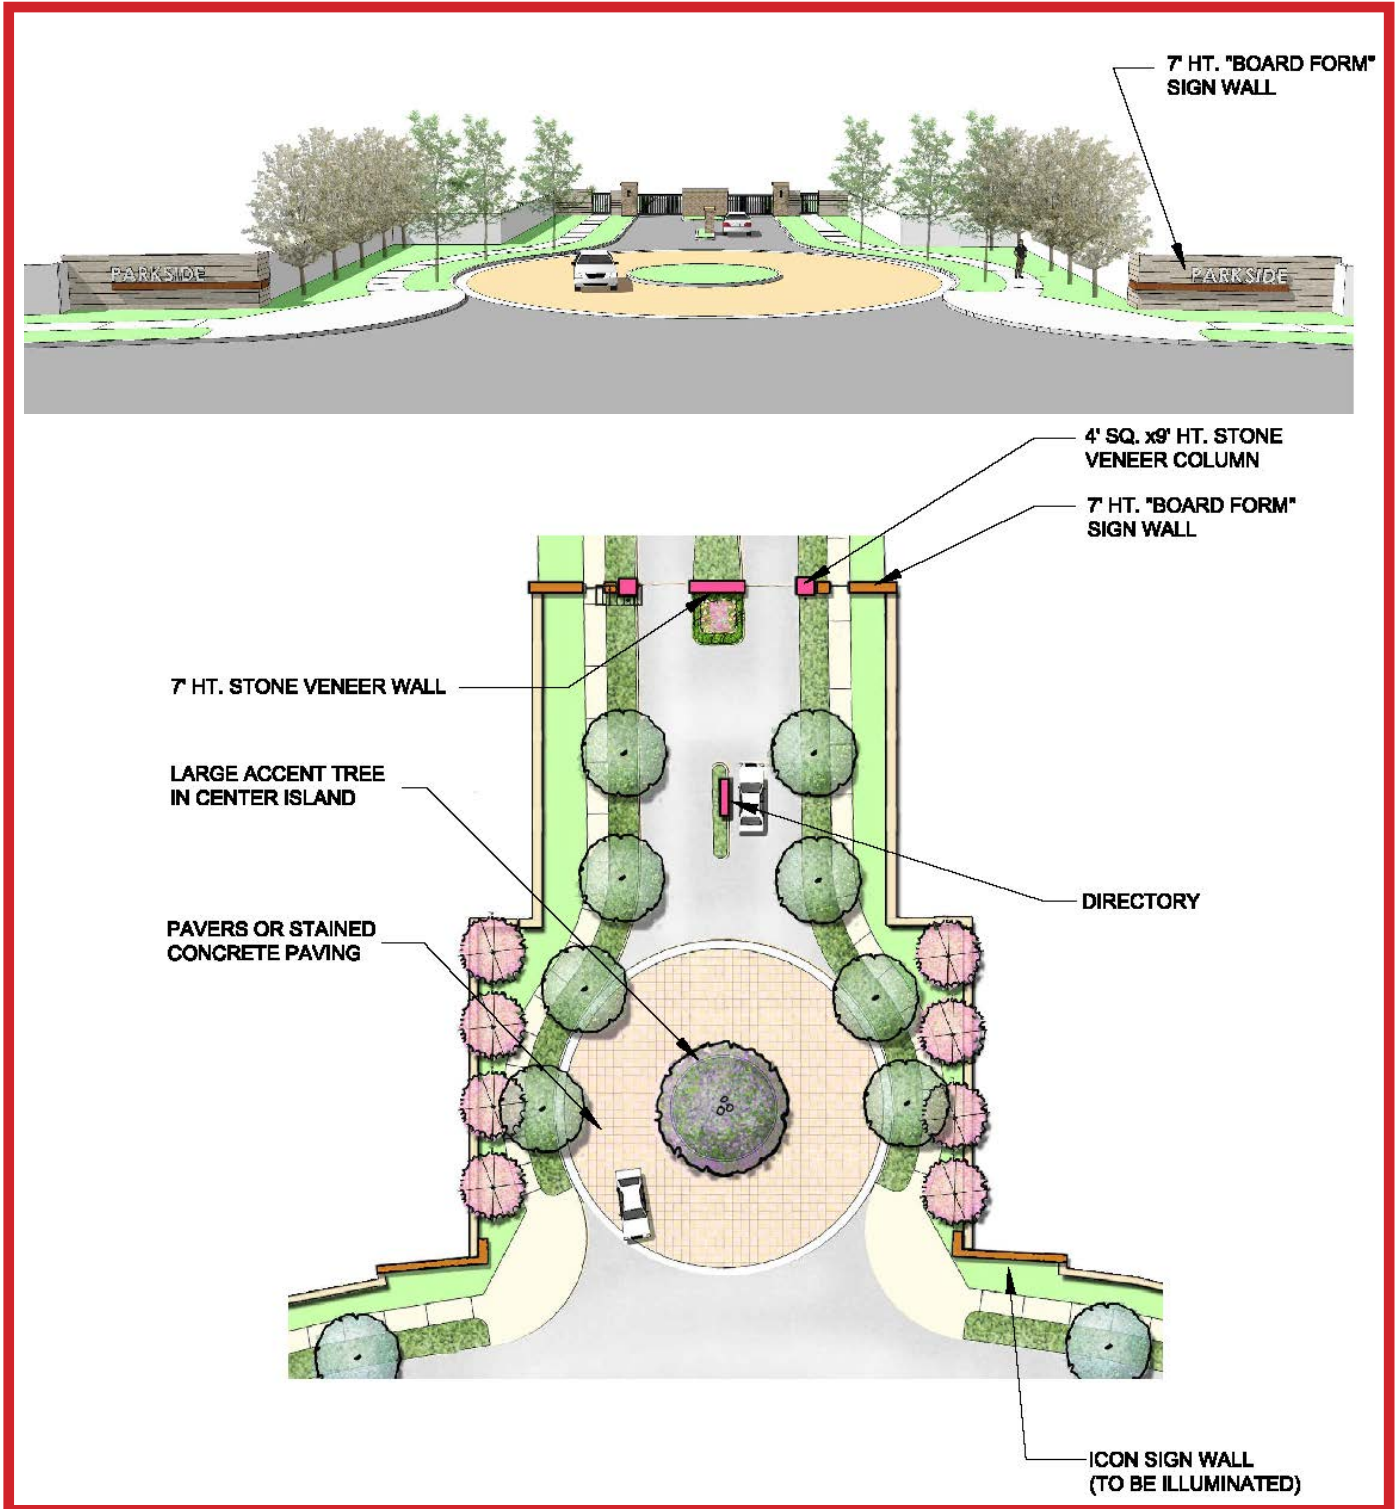 7' HT. "BOARD FORM"
SIGN WALL
PARKSIDE
PARKSIDE
4' SQ. x9' HT. STONE
VENEER COLUMN
7' HT. "BOARD FORM"
SIGN WALL
7' HT. STONE VENEER WALL
LARGE ACCENT TREE
IN CENTER ISLAND
DIRECTORY
PAVERS OR STAINED
CONCRETE PAVING
ICON SIGN WALL
(TO BE ILLUMINATED)